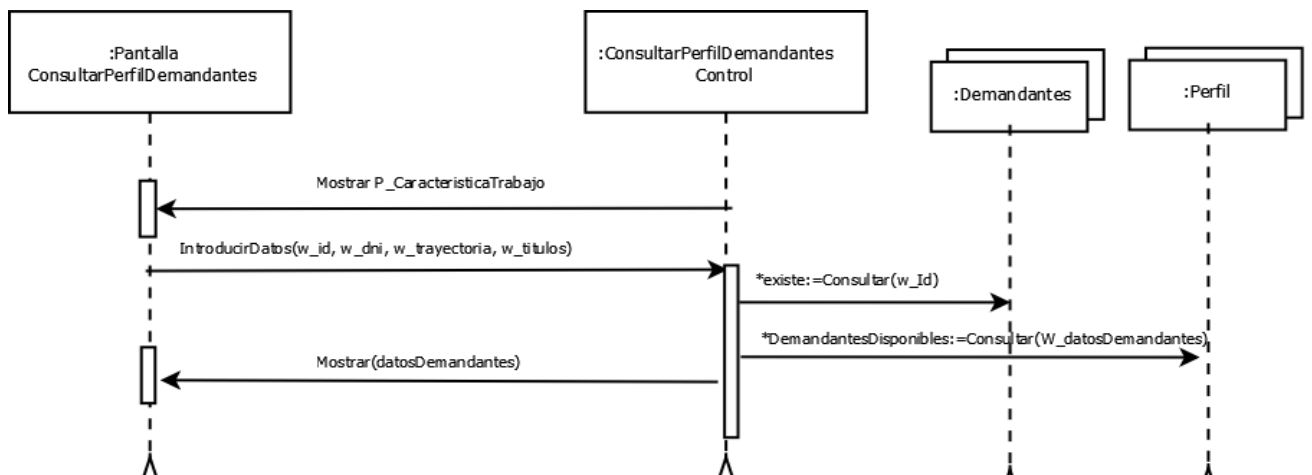 :Pantalla
ConsultarPerfilDemandantes
:ConsultarPerfilDemandantes
Control
:Demandantes
:Perfil
Mostrar P_CaracteristicaTrabajo
IntroducirDatos(w_id, w_dni, w_trayectoria, w_titulos)
*existe:=Consultar(w_Id)
*DemandantesDisponibles:=Consultar(W_datosDemandantes)
Mostrar(datosDemandantes)